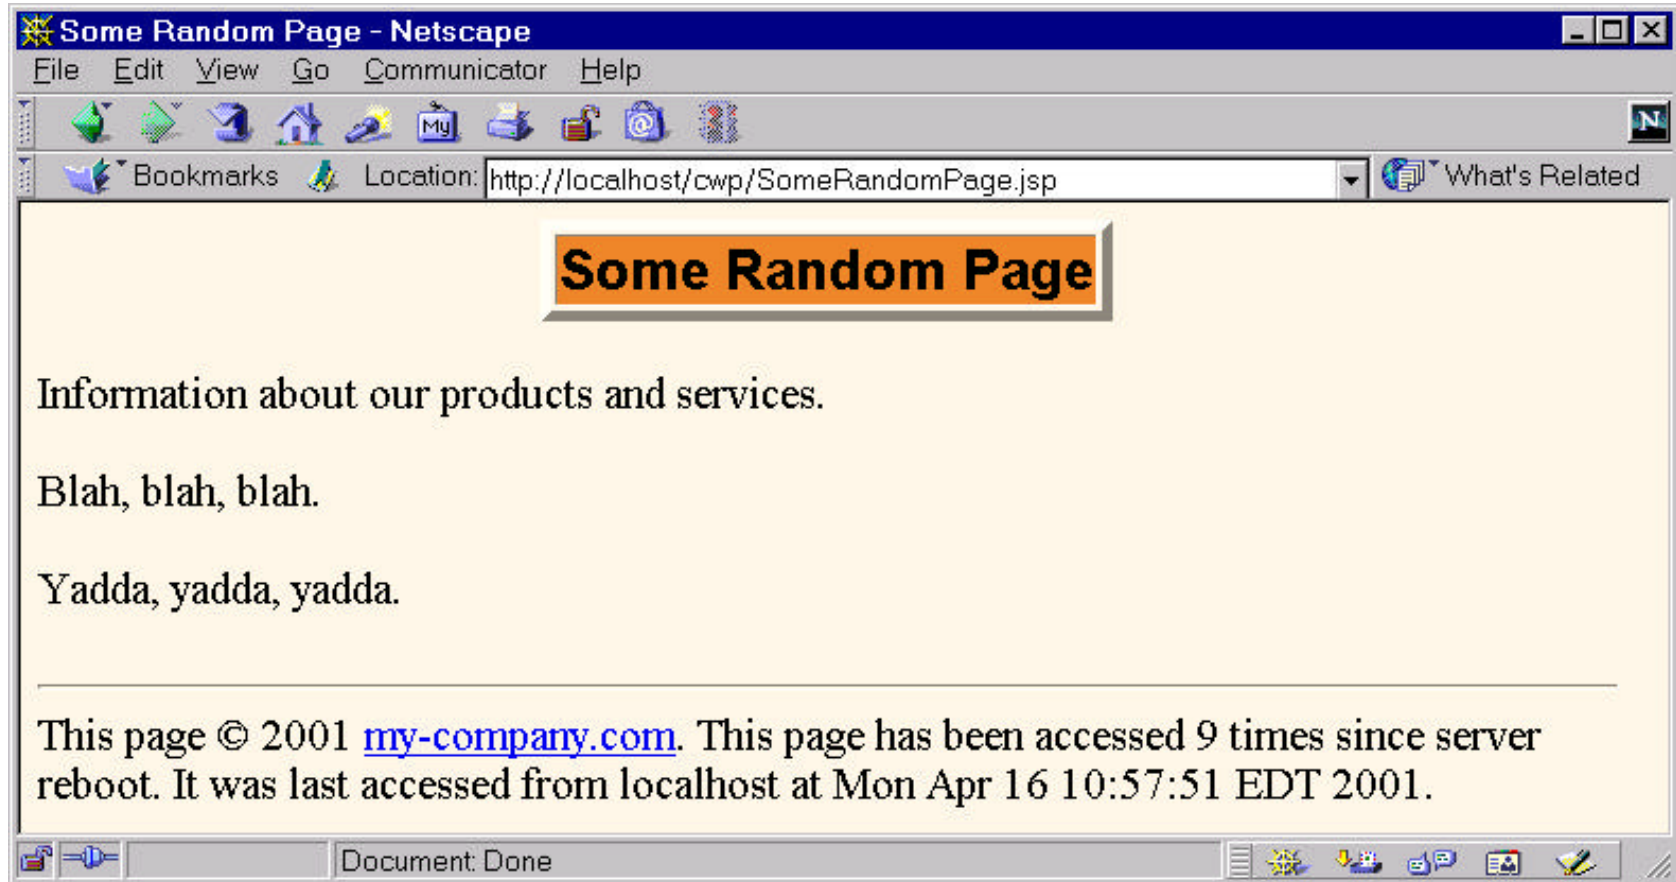 Some Random Page - Netscape
File Edit View Go Communicator Help
My
N
Bookmarks Location: http://localhost/cwp/SomeRandomPage.jsp What's Related
Some Random Page
Information about our products and services.
Blah, blah, blah.
Yadda, yadda, yadda.
This page © 2001 my-company.com. This page has been accessed 9 times since server
reboot. It was last accessed from localhost at Mon Apr 16 10:57:51 EDT 2001.
Document: Done